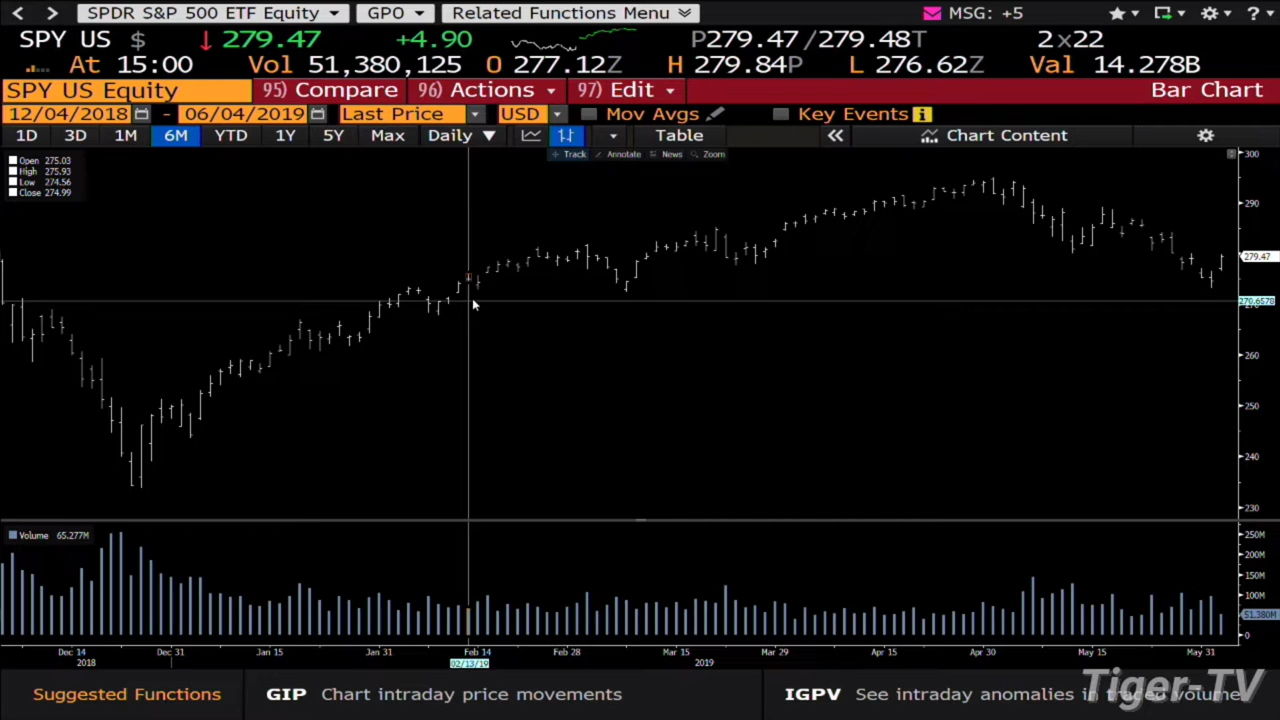 SPDR S&P 500 ETF Equity GPO Related Functions Menu MSG: +5
SPY US $ 279.47 +4.90 P279.47/279.48T 2x22
At 15:00 Vol 51,380,125 O 277.12Z H 279.84P L 276.62Z Val 14.278B
SPY US Equity 95) Compare 96) Actions 97) Edit Bar Chart
12/04/2018 - 06/04/2019 Last Price USD Mov Avgs Key Events
1D 3D 1M 6M YTD 1Y 5Y Max Daily Table Chart Content
Track Annotate News Zoom
Open 275.03
High 275.93
Low 274.56
Close 274.99
300
290
279.47
270.6578
260
250
240
230
Volume 65.277M
250M
200M
150M
100M
51.380M
0
Dec 14 Dec 31 Jan 15 Jan 31 Feb 14 Feb 28 Mar 15 Mar 29 Apr 15 Apr 30 May 15 May 31
2018 02/13/19 2019
Suggested Functions GIP Chart intraday price movements IGPV See intraday anomalies in traded volume
Tiger-TV